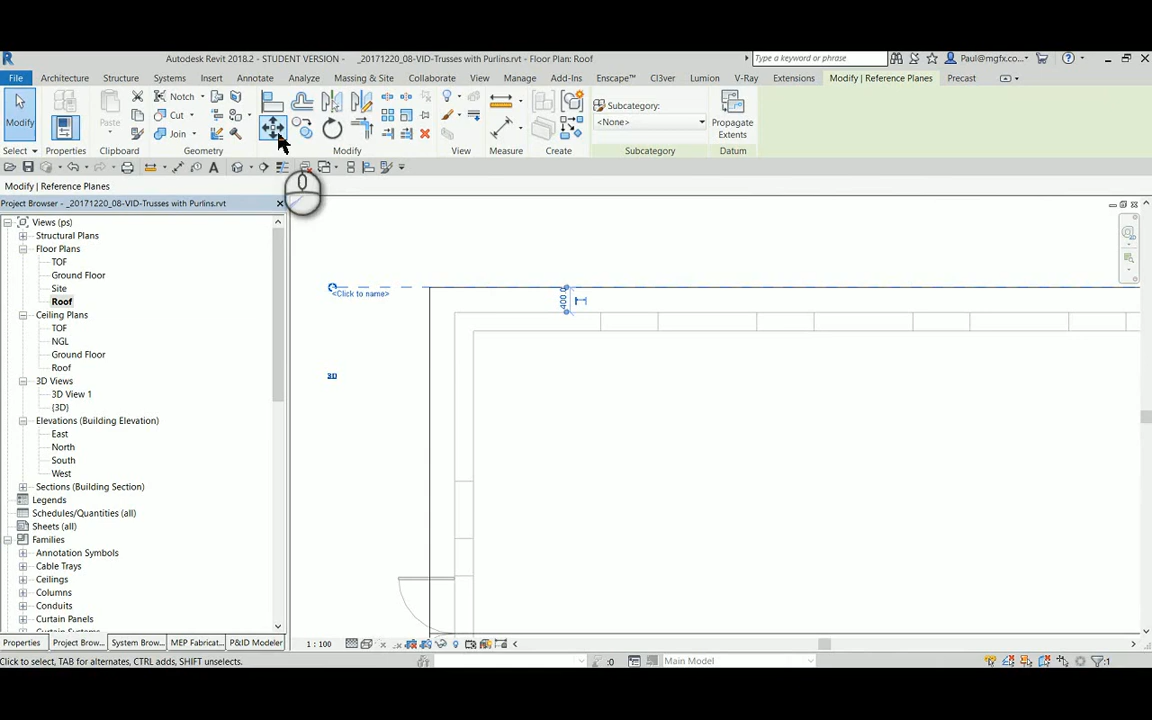 Autodesk Revit 2018.2 - STUDENT VERSION - _20171220_08-VID-Trusses with Purlins.rvt - Floor Plan: Roof
Type a keyword or phrase
Paul@mgfx.co...
File Architecture Structure Systems Insert Annotate Analyze Massing & Site Collaborate View Manage Add-Ins Enscape™ Cl3ver Lumion V-Ray Extensions Modify | Reference Planes Precast
Modify
Paste
Notch
Cut
Join
Subcategory:
<None>
Propagate
Extents
Select Properties Clipboard Geometry Modify View Measure Create Subcategory Datum
Modify | Reference Planes
Project Browser - _20171220_08-VID-Trusses with Purlins.rvt
Views (ps)
Structural Plans
Floor Plans
TOF
Ground Floor
Site
Roof
Ceiling Plans
TOF
NGL
Ground Floor
Roof
3D Views
3D View 1
{3D}
Elevations (Building Elevation)
East
North
South
West
Sections (Building Section)
Legends
Schedules/Quantities (all)
Sheets (all)
Families
Annotation Symbols
Cable Trays
Ceilings
Columns
Conduits
Curtain Panels
<Click to name>
400.0
3D
Properties Project Brow... System Brow... MEP Fabricat... P&ID Modeler
1 : 100
Click to select, TAB for alternates, CTRL adds, SHIFT unselects.
:0
Main Model
:1